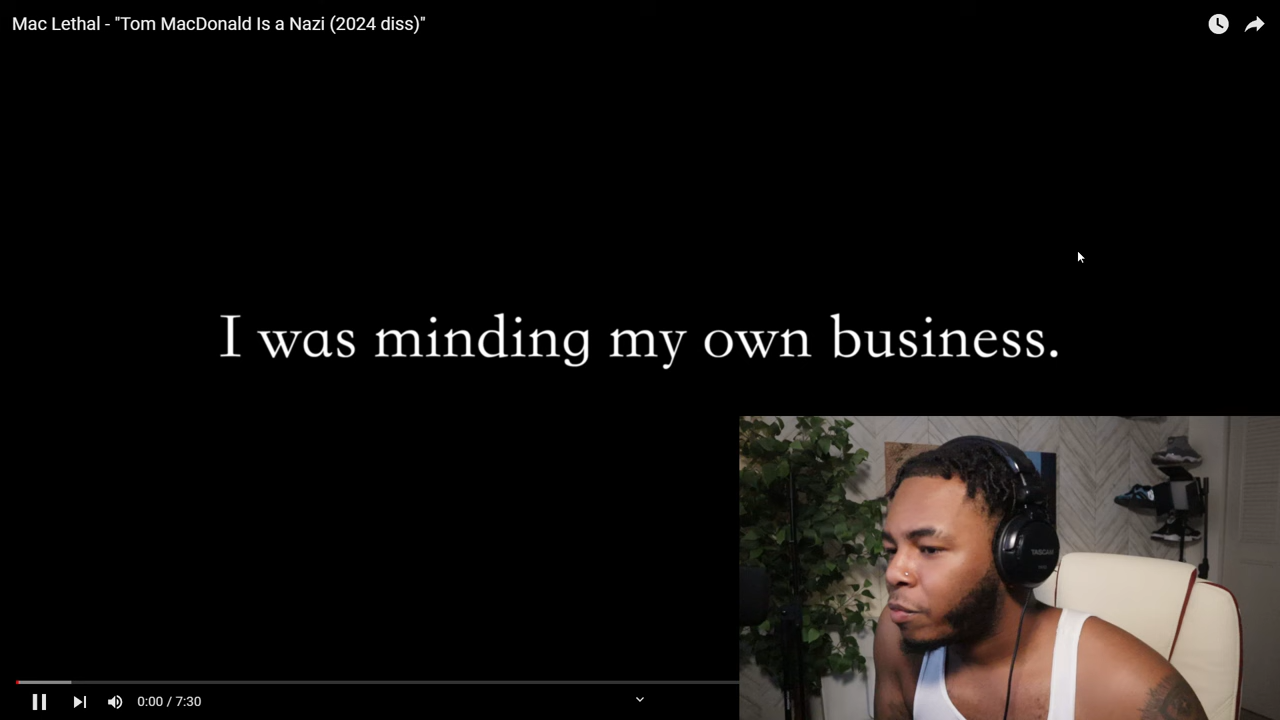 Mac Lethal - "Tom MacDonald Is a Nazi (2024 diss)"
I was minding my own business.
TASCAM
0:00 / 7:30